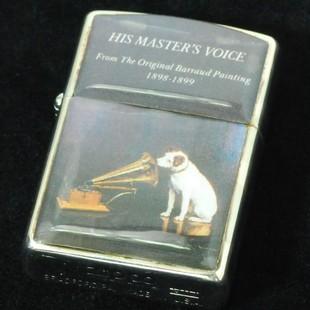 HIS MASTER'S VOICE
From The Original Barraud Painting
1898-1899